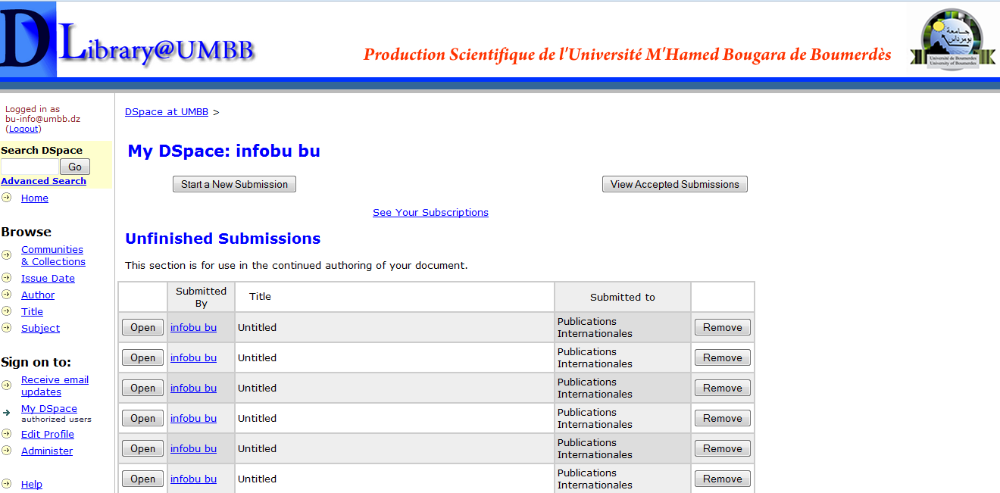 DLibrary@UMBB
Production Scientifique de l'Université M'Hamed Bougara de Boumerdès
جامعة
بومرداس
Université de Boumerdes
University of Boumerdes
Logged in as
bu-info@umbb.dz
(Logout)
Search DSpace
Go
Advanced Search
Home
Browse
Communities
& Collections
Issue Date
Author
Title
Subject
Sign on to:
Receive email
updates
My DSpace
authorized users
Edit Profile
Administer
Help
DSpace at UMBB >
My DSpace: infobu bu
Start a New Submission View Accepted Submissions
See Your Subscriptions
Unfinished Submissions
This section is for use in the continued authoring of your document.
Submitted
By
Title
Submitted to
Open infobu bu Untitled
Publications
Internationales
Remove
Open infobu bu Untitled
Publications
Internationales
Remove
Open infobu bu Untitled
Publications
Internationales
Remove
Open infobu bu Untitled
Publications
Internationales
Remove
Open infobu bu Untitled
Publications
Internationales
Remove
Open infobu bu Untitled
Publications
Internationales
Remove